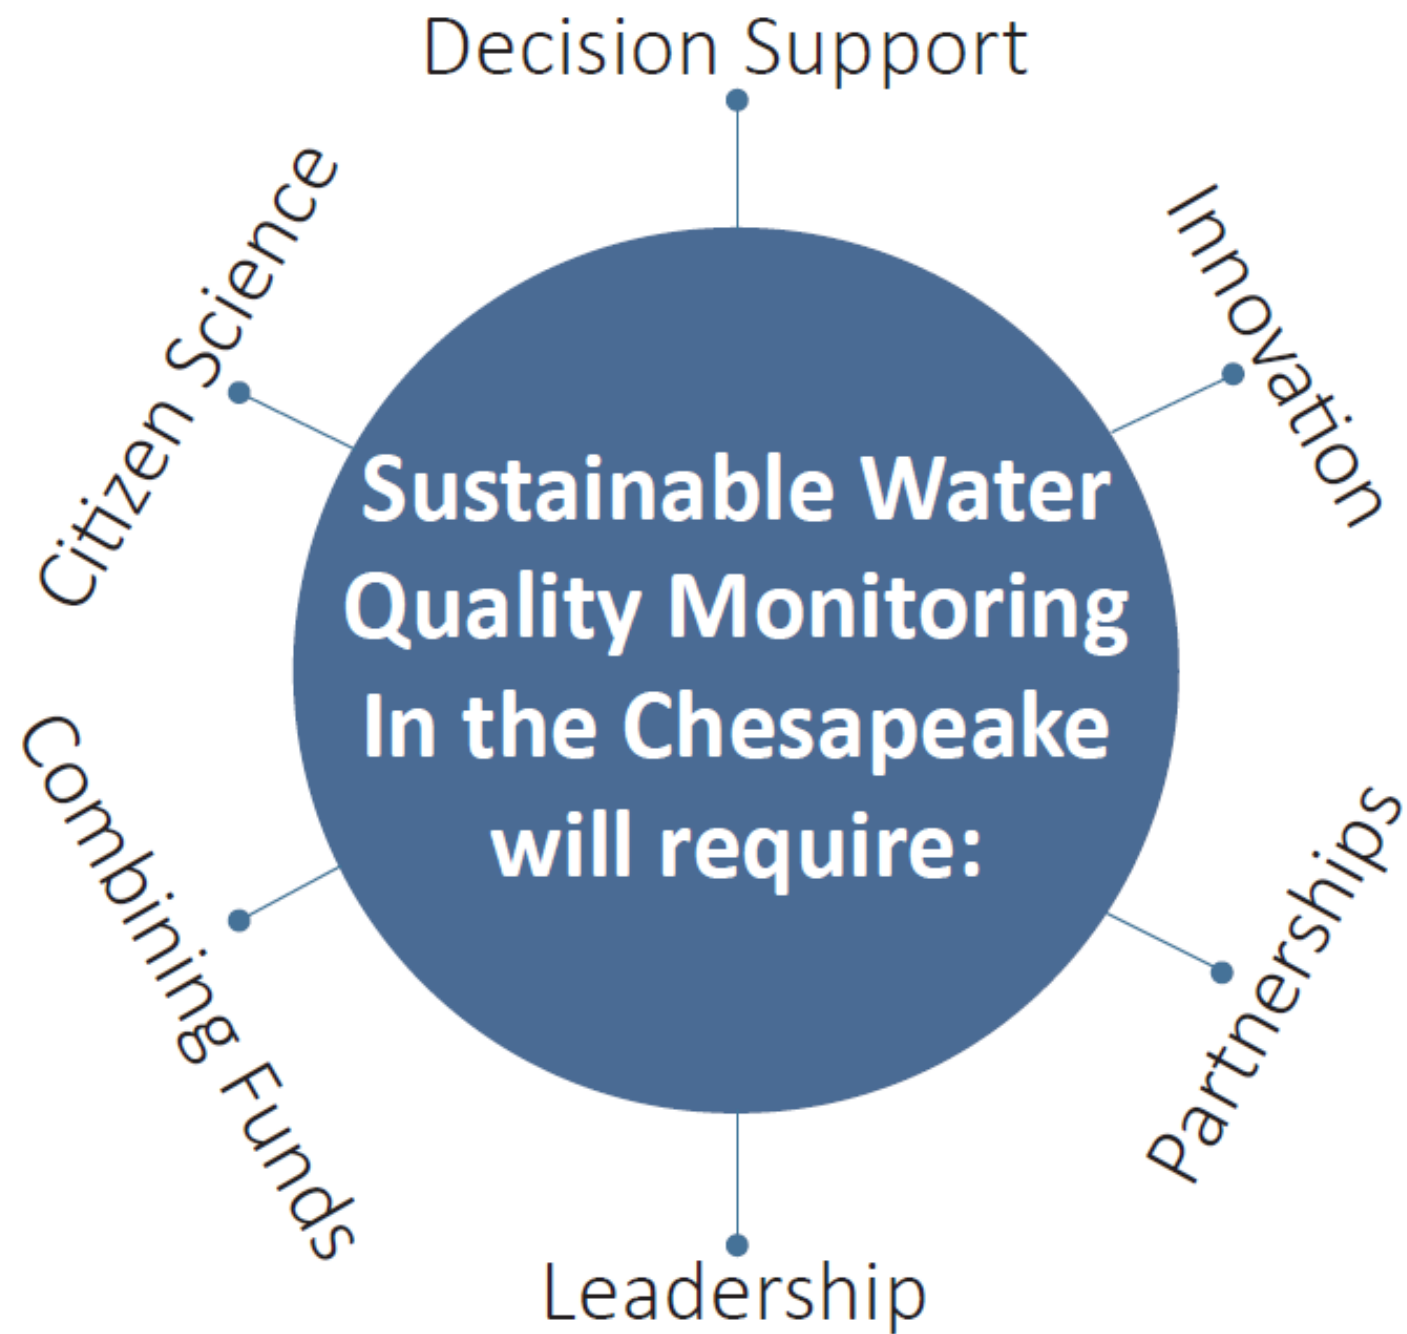 Decision Support
Innovation
Partnerships
Leadership
Combining Funds
Citizen Science
Sustainable Water
Quality Monitoring
In the Chesapeake
will require: